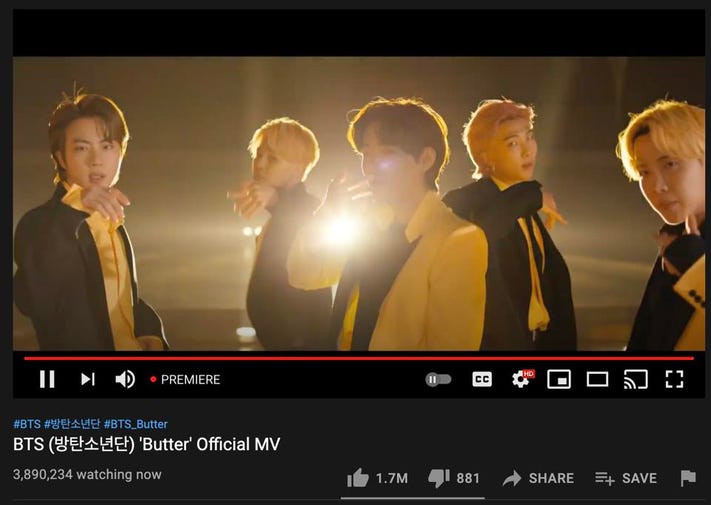 PREMIERE
CC
HD
#BTS #방탄소년단 #BTS_Butter
BTS (방탄소년단) 'Butter' Official MV
3,890,234 watching now
1.7M 881 SHARE SAVE